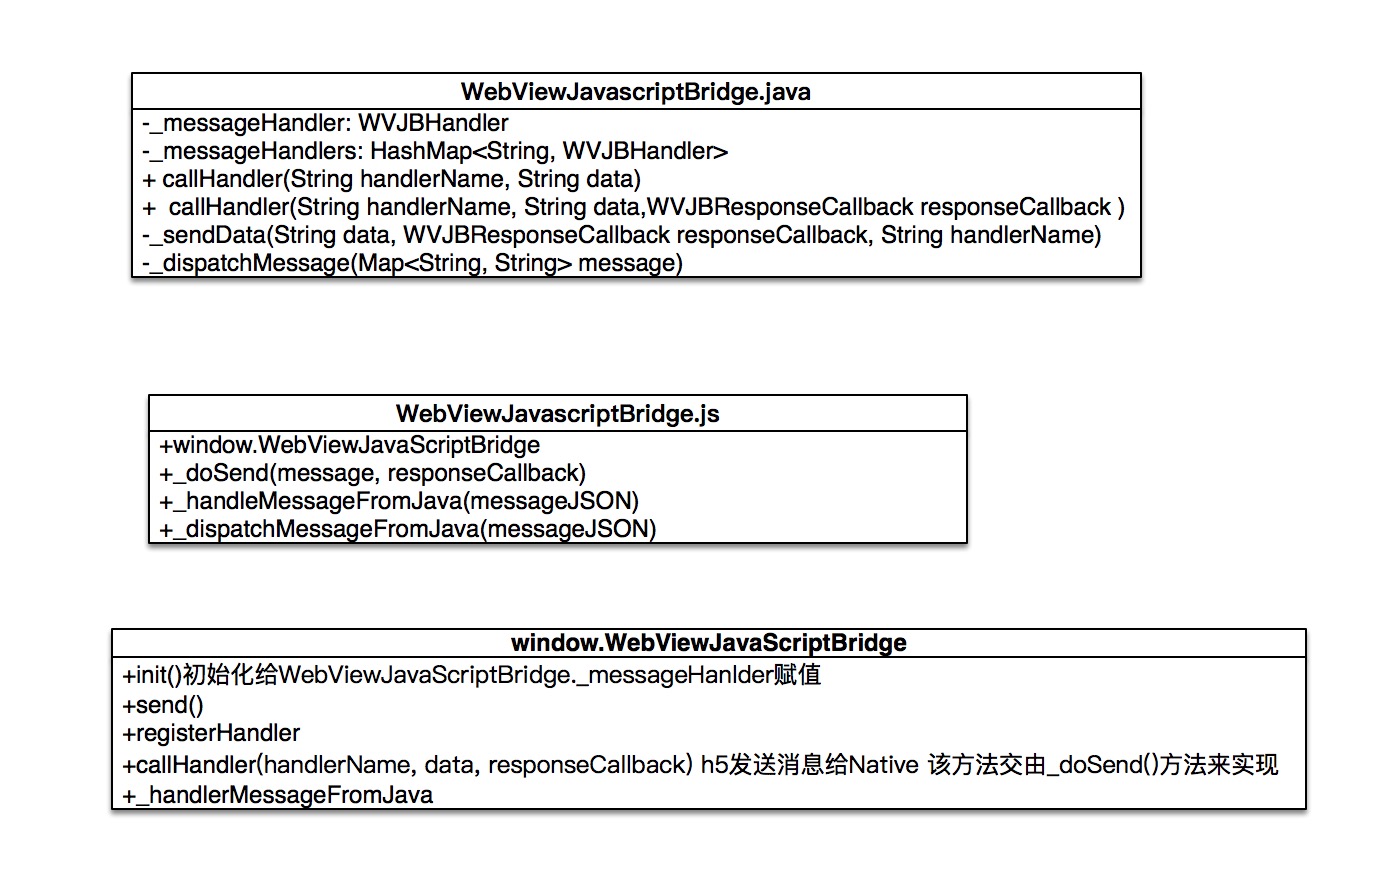 WebViewJavascriptBridge.java
-_messageHandler: WVJBHandler
-_messageHandlers: HashMap<String, WVJBHandler>
+ callHandler(String handlerName, String data)
+  callHandler(String handlerName, String data,WVJBResponseCallback responseCallback )
-_sendData(String data, WVJBResponseCallback responseCallback, String handlerName)
-_dispatchMessage(Map<String, String> message)
WebViewJavascriptBridge.js
+window.WebViewJavaScriptBridge
+_doSend(message, responseCallback)
+_handleMessageFromJava(messageJSON)
+_dispatchMessageFromJava(messageJSON)
window.WebViewJavaScriptBridge
+init()初始化给WebViewJavaScriptBridge._messageHanlder赋值
+send()
+registerHandler
+callHandler(handlerName, data, responseCallback) h5发送消息给Native 该方法交由_doSend()方法来实现
+_handlerMessageFromJava